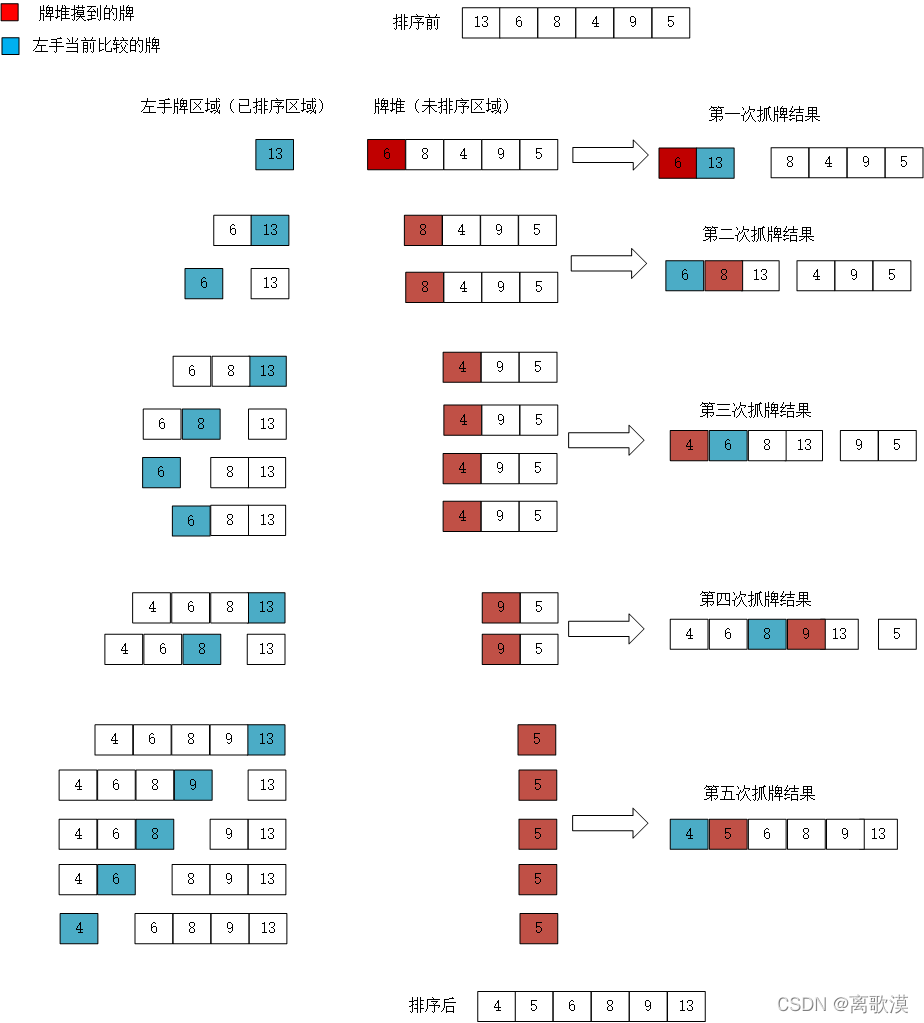 牌堆摸到的牌
排序前 13 6 8 4 9 5
左手当前比较的牌
左手牌区域（已排序区域） 牌堆（未排序区域） 第一次抓牌结果
13 6 8 4 9 5 6 13 8 4 9 5
第二次抓牌结果
6 13 8 4 9 5
6 8 13 4 9 5
6 13 8 4 9 5
6 8 13 4 9 5
第三次抓牌结果
6 8 13 4 9 5
4 6 8 13 9 5
6 8 13 4 9 5
6 8 13 4 9 5
第四次抓牌结果
4 6 8 13 9 5
4 6 8 9 13 5
4 6 8 13 9 5
4 6 8 9 13 5
4 6 8 9 13 5
第五次抓牌结果
4 6 8 9 13 5
4 5 6 8 9 13
4 6 8 9 13 5
4 6 8 9 13 5
排序后 4 5 6 8 9 13
CSDN @离歌漠